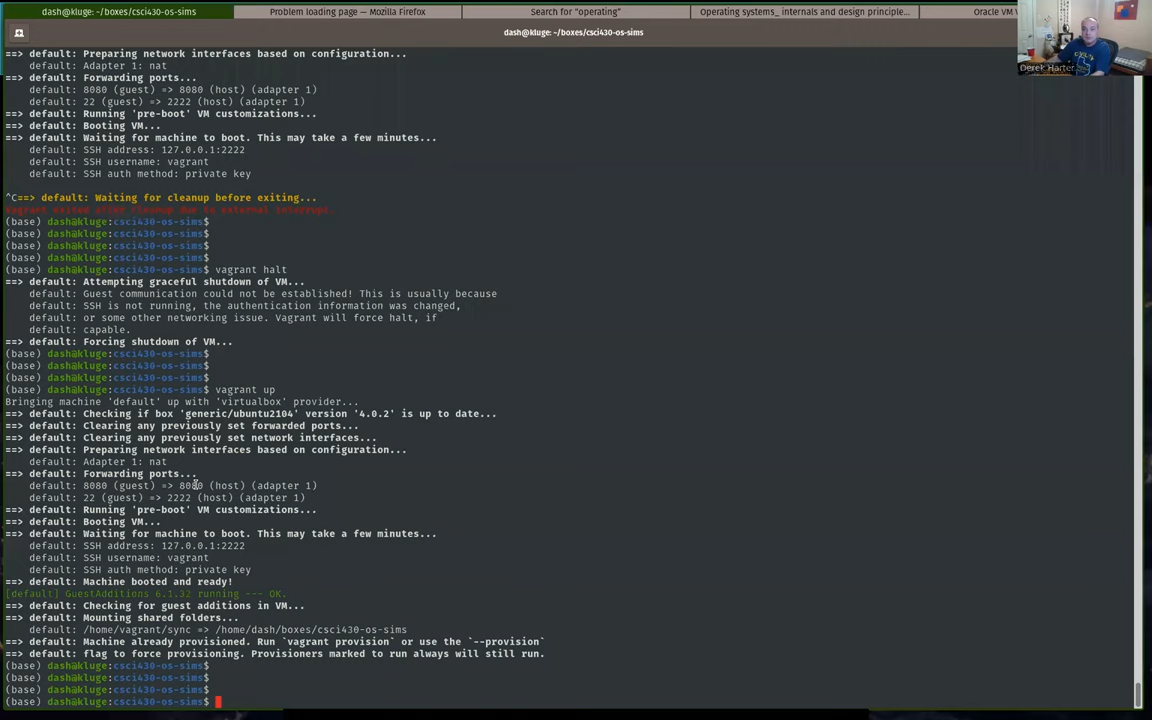 dash@kluge:~/boxes/csci430-os-sims
Problem loading page — Mozilla Firefox
Search for "operating"
Operating systems_ internals and design principle...
Oracle VM V
dash@kluge: ~/boxes/csci430-os-sims
Derek Harter
==> default: Preparing network interfaces based on configuration...
default: Adapter 1: nat
==> default: Forwarding ports...
default: 8080 (guest) => 8080 (host) (adapter 1)
default: 22 (guest) => 2222 (host) (adapter 1)
==> default: Running 'pre-boot' VM customizations...
==> default: Booting VM...
==> default: Waiting for machine to boot. This may take a few minutes...
default: SSH address: 127.0.0.1:2222
default: SSH username: vagrant
default: SSH auth method: private key
^C==> default: Waiting for cleanup before exiting...
Vagrant exited after cleanup due to external interrupt.
(base) dash@kluge:csci430-os-sims$
(base) dash@kluge:csci430-os-sims$
(base) dash@kluge:csci430-os-sims$
(base) dash@kluge:csci430-os-sims$
(base) dash@kluge:csci430-os-sims$ vagrant halt
==> default: Attempting graceful shutdown of VM...
default: Guest communication could not be established! This is usually because
default: SSH is not running, the authentication information was changed,
default: or some other networking issue. Vagrant will force halt, if
default: capable.
==> default: Forcing shutdown of VM...
(base) dash@kluge:csci430-os-sims$
(base) dash@kluge:csci430-os-sims$
(base) dash@kluge:csci430-os-sims$
(base) dash@kluge:csci430-os-sims$ vagrant up
Bringing machine 'default' up with 'virtualbox' provider...
==> default: Checking if box 'generic/ubuntu2104' version '4.0.2' is up to date...
==> default: Clearing any previously set forwarded ports...
==> default: Clearing any previously set network interfaces...
==> default: Preparing network interfaces based on configuration...
default: Adapter 1: nat
==> default: Forwarding ports...
default: 8080 (guest) => 8080 (host) (adapter 1)
default: 22 (guest) => 2222 (host) (adapter 1)
==> default: Running 'pre-boot' VM customizations...
==> default: Booting VM...
==> default: Waiting for machine to boot. This may take a few minutes...
default: SSH address: 127.0.0.1:2222
default: SSH username: vagrant
default: SSH auth method: private key
==> default: Machine booted and ready!
[default] GuestAdditions 6.1.32 running --- OK.
==> default: Checking for guest additions in VM...
==> default: Mounting shared folders...
default: /home/vagrant/sync => /home/dash/boxes/csci430-os-sims
==> default: Machine already provisioned. Run `vagrant provision` or use the `--provision`
==> default: flag to force provisioning. Provisioners marked to run always will still run.
(base) dash@kluge:csci430-os-sims$
(base) dash@kluge:csci430-os-sims$
(base) dash@kluge:csci430-os-sims$
(base) dash@kluge:csci430-os-sims$